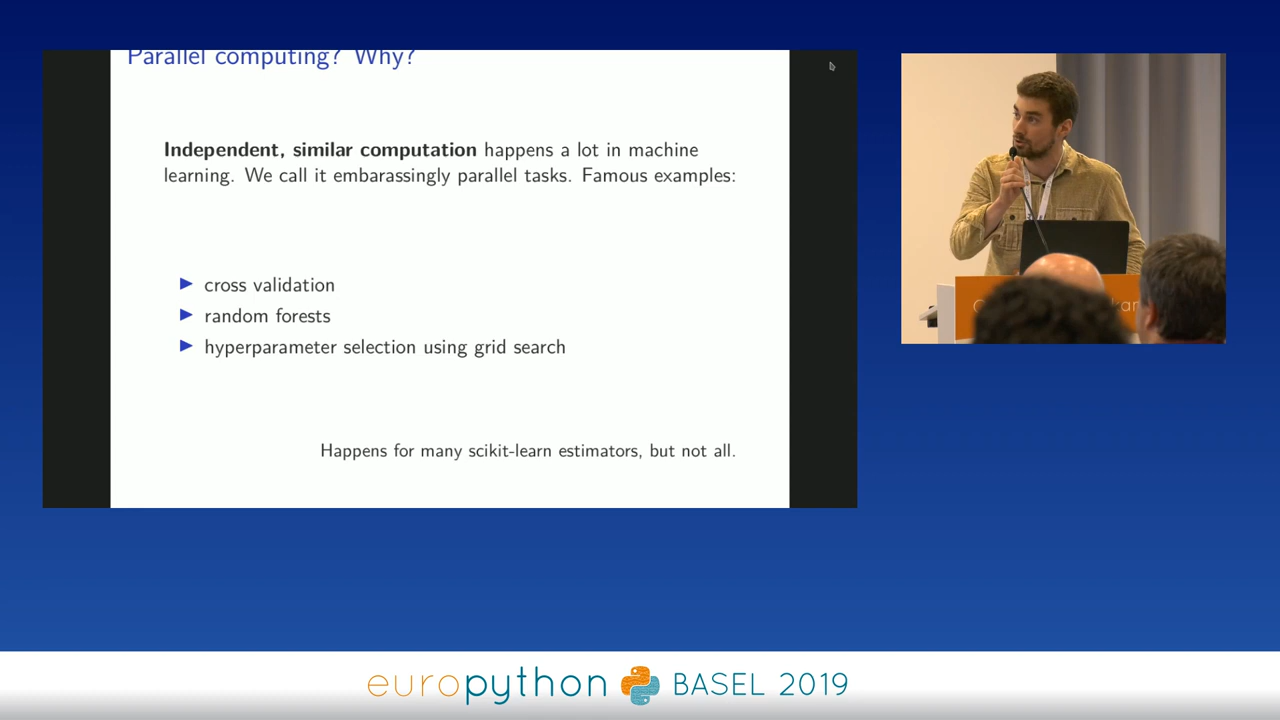 Parallel computing? Why?
Independent, similar computation happens a lot in machine
learning. We call it embarassingly parallel tasks. Famous examples:
cross validation
random forests
hyperparameter selection using grid search
Happens for many scikit-learn estimators, but not all.
europython BASEL 2019